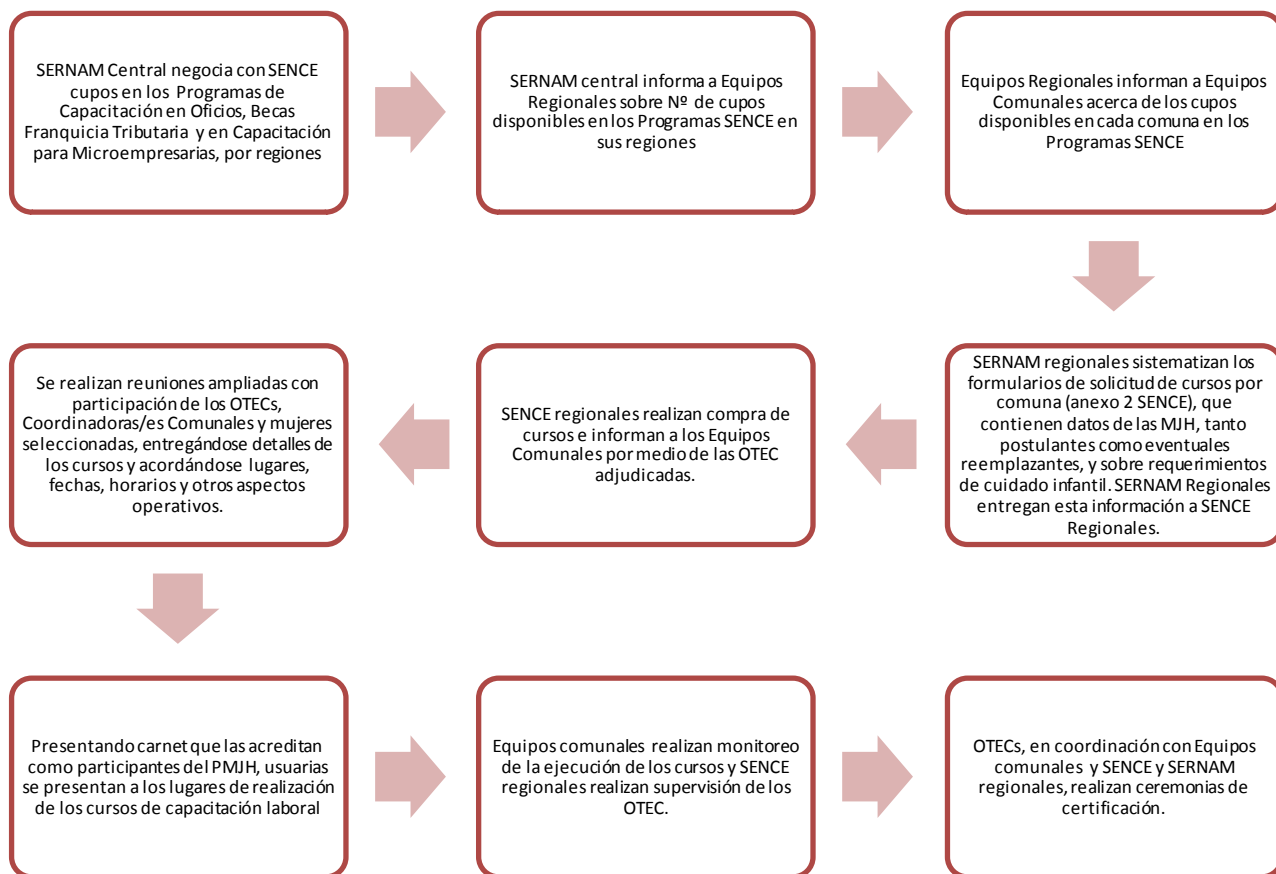 SERNAM Central negocia con SENCE
cupos en los Programas de
Capacitación en Oficios, Becas
Franquicia Tributaria y en Capacitación
para Microempresarias, por regiones
SERNAM central informa a Equipos
Regionales sobre Nº de cupos
disponibles en los Programas SENCE en
sus regiones
Equipos Regionales informan a Equipos
Comunales acerca de los cupos
disponibles en cada comuna en los
Programas SENCE
SERNAM regionales sistematizan los
formularios de solicitud de cursos por
comuna (anexo 2 SENCE), que
contienen datos de las MJH, tanto
postulantes como eventuales
reemplazantes, y sobre requerimientos
de cuidado infantil. SERNAM Regionales
entregan esta información a SENCE
Regionales.
SENCE regionales realizan compra de
cursos e informan a los Equipos
Comunales por medio de las OTEC
adjudicadas.
Se realizan reuniones ampliadas con
participación de los OTECs,
Coordinadoras/es Comunales y mujeres
seleccionadas, entregándose detalles de
los cursos y acordándose lugares,
fechas, horarios y otros aspectos
operativos.
Presentando carnet que las acreditan
como participantes del PMJH, usuarias
se presentan a los lugares de realización
de los cursos de capacitación laboral
Equipos comunales realizan monitoreo
de la ejecución de los cursos y SENCE
regionales realizan supervisión de los
OTEC.
OTECs, en coordinación con Equipos
comunales y SENCE y SERNAM
regionales, realizan ceremonias de
certificación.